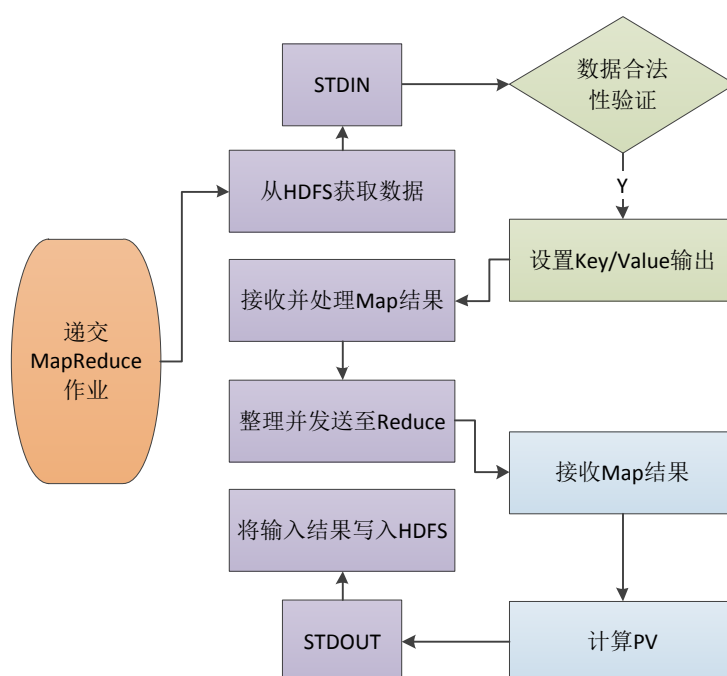 STDIN
数据合法
性验证
从HDFS获取数据
Y
设置Key/Value输出
接收并处理Map结果
递交
MapReduce
作业
整理并发送至Reduce
接收Map结果
将输入结果写入HDFS
STDOUT
计算PV